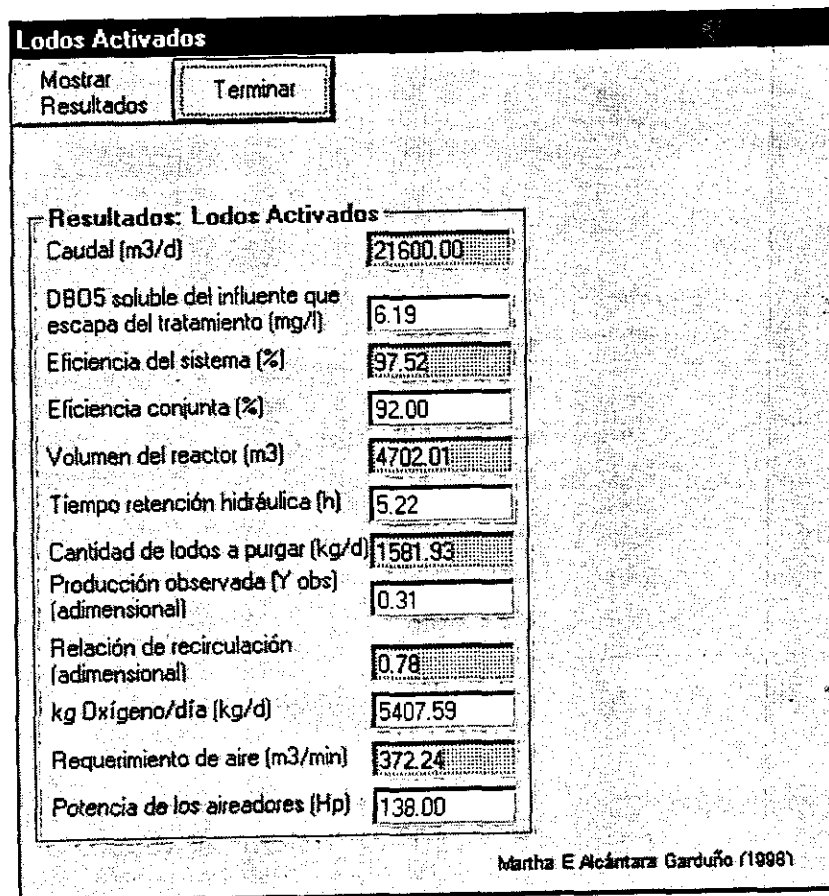 Lodos Activados
Mostrar
Resultados
Terminar
Resultados: Lodos Activados
Caudal (m3/d) 21600.00
DBO5 soluble del influente que
escapa del tratamiento (mg/l) 6.19
Eficiencia del sistema (%) 97.52
Eficiencia conjunta (%) 92.00
Volumen del reactor (m3) 4702.01
Tiempo retención hidráulica (h) 5.22
Cantidad de lodos a purgar (kg/d) 1581.93
Producción observada (Y obs)
(adimensional) 0.31
Relación de recirculación
(adimensional) 0.78
kg Oxígeno/día (kg/d) 5407.59
Requerimiento de aire (m3/min) 372.24
Potencia de los aireadores (Hp) 138.00
Martha E Alcántara Garduño (1998)